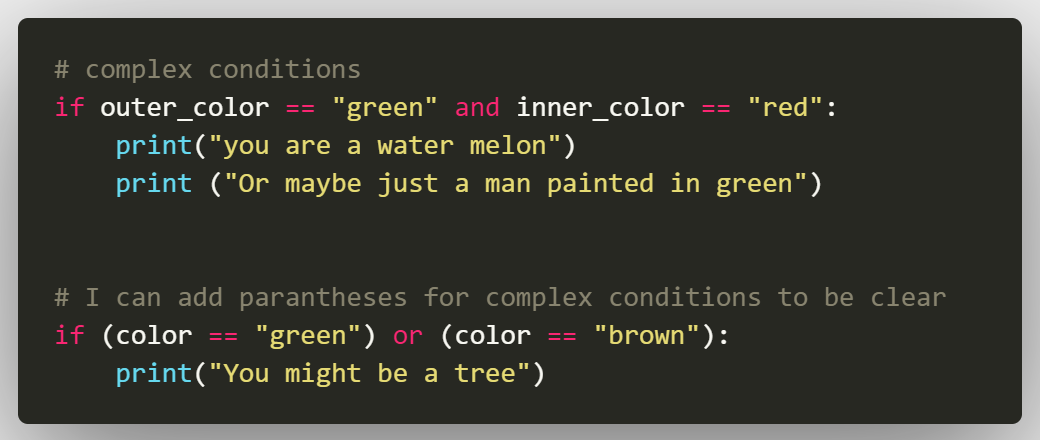 # complex conditions
if outer_color == "green" and inner_color == "red":
    print("you are a water melon")
    print ("Or maybe just a man painted in green")
# I can add parantheses for complex conditions to be clear
if (color == "green") or (color == "brown"):
    print("You might be a tree")